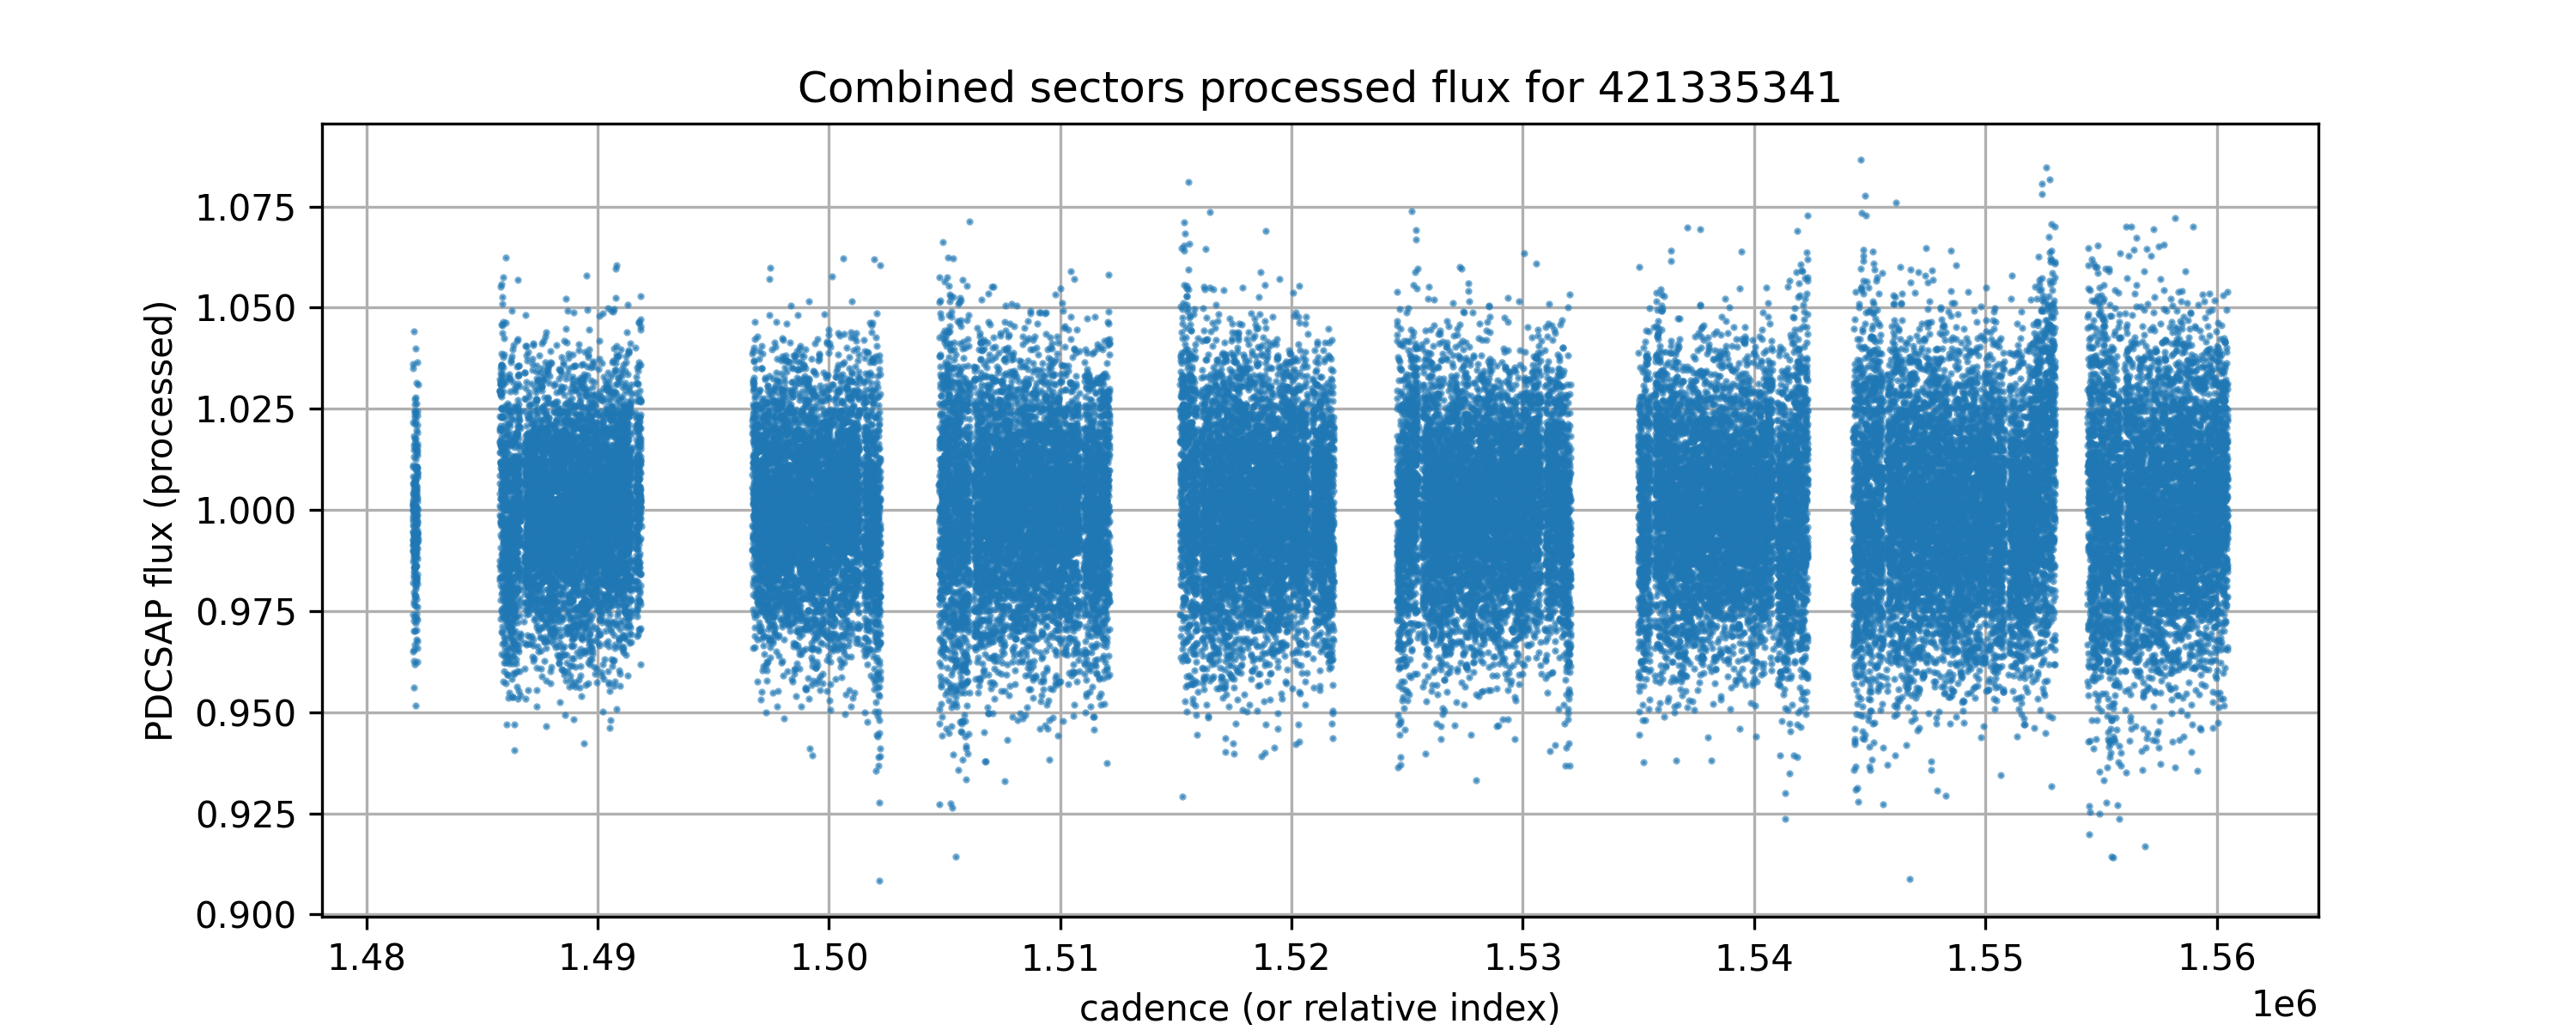 Combined sectors processed flux for 421335341
PDCSAP flux (processed)
1.075
1.050
1.025
1.000
0.975
0.950
0.925
0.900
1.48 1.49 1.50 1.51 1.52 1.53 1.54 1.55 1.56
1e6
cadence (or relative index)